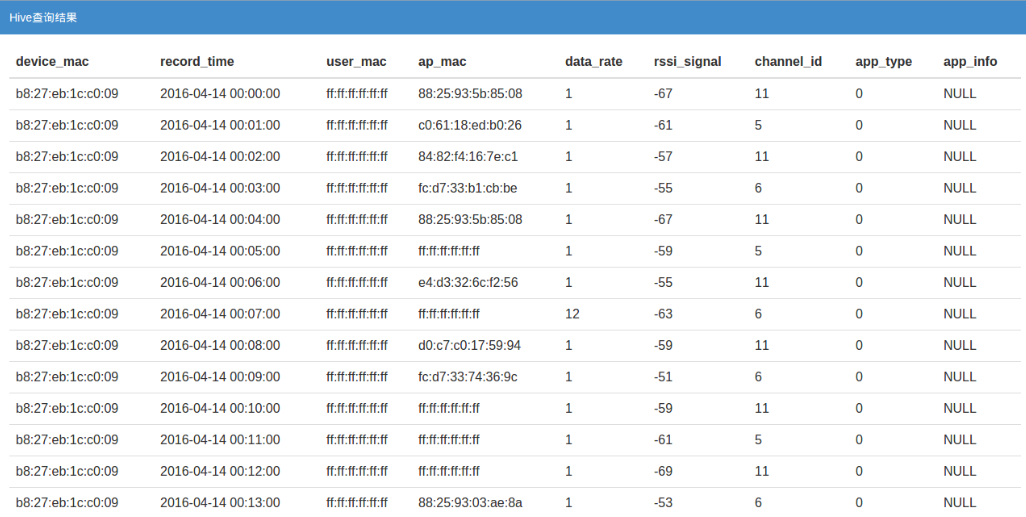 Hive查询结果
device_mac record_time user_mac ap_mac data_rate rssi_signal channel_id app_type app_info
b8:27:eb:1c:c0:09 2016-04-14 00:00:00 ff:ff:ff:ff:ff:ff 88:25:93:5b:85:08 1 -67 11 0 NULL
b8:27:eb:1c:c0:09 2016-04-14 00:01:00 ff:ff:ff:ff:ff:ff c0:61:18:ed:b0:26 1 -61 5 0 NULL
b8:27:eb:1c:c0:09 2016-04-14 00:02:00 ff:ff:ff:ff:ff:ff 84:82:f4:16:7e:c1 1 -57 11 0 NULL
b8:27:eb:1c:c0:09 2016-04-14 00:03:00 ff:ff:ff:ff:ff:ff fc:d7:33:b1:cb:be 1 -55 6 0 NULL
b8:27:eb:1c:c0:09 2016-04-14 00:04:00 ff:ff:ff:ff:ff:ff 88:25:93:5b:85:08 1 -67 11 0 NULL
b8:27:eb:1c:c0:09 2016-04-14 00:05:00 ff:ff:ff:ff:ff:ff ff:ff:ff:ff:ff:ff 1 -59 5 0 NULL
b8:27:eb:1c:c0:09 2016-04-14 00:06:00 ff:ff:ff:ff:ff:ff e4:d3:32:6c:f2:56 1 -55 11 0 NULL
b8:27:eb:1c:c0:09 2016-04-14 00:07:00 ff:ff:ff:ff:ff:ff ff:ff:ff:ff:ff:ff 12 -63 6 0 NULL
b8:27:eb:1c:c0:09 2016-04-14 00:08:00 ff:ff:ff:ff:ff:ff d0:c7:c0:17:59:94 1 -59 11 0 NULL
b8:27:eb:1c:c0:09 2016-04-14 00:09:00 ff:ff:ff:ff:ff:ff fc:d7:33:74:36:9c 1 -51 6 0 NULL
b8:27:eb:1c:c0:09 2016-04-14 00:10:00 ff:ff:ff:ff:ff:ff ff:ff:ff:ff:ff:ff 1 -59 11 0 NULL
b8:27:eb:1c:c0:09 2016-04-14 00:11:00 ff:ff:ff:ff:ff:ff ff:ff:ff:ff:ff:ff 1 -61 5 0 NULL
b8:27:eb:1c:c0:09 2016-04-14 00:12:00 ff:ff:ff:ff:ff:ff ff:ff:ff:ff:ff:ff 1 -69 11 0 NULL
b8:27:eb:1c:c0:09 2016-04-14 00:13:00 ff:ff:ff:ff:ff:ff 88:25:93:03:ae:8a 1 -53 6 0 NULL